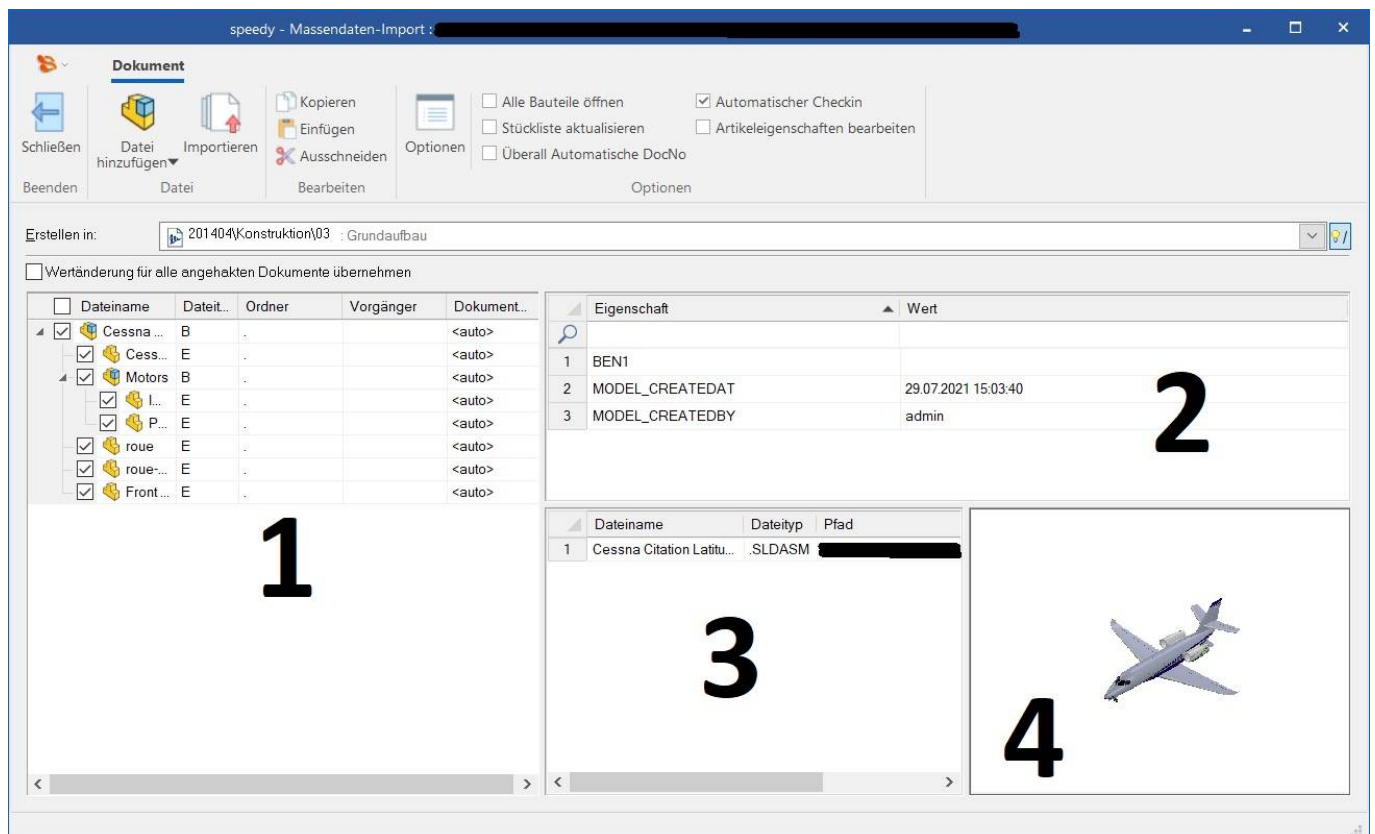 speedy - Massendaten-Import :
Dokument
Schließen
Datei hinzufügen
Importieren
Kopieren
Einfügen
Ausschneiden
Optionen
Alle Bauteile öffnen
Stückliste aktualisieren
Überall Automatische DocNo
Automatischer Checkin
Artikeleigenschaften bearbeiten
Beenden Datei Bearbeiten Optionen
Erstellen in: 201404\Konstruktion\03 : Grundaufbau
Wertänderung für alle angehakten Dokumente übernehmen
Dateiname Dateit... Ordner Vorgänger Dokument...
Cessna ... B . <auto>
Cess... E . <auto>
Motors B . <auto>
I... E . <auto>
P... E . <auto>
roue E . <auto>
roue-... E . <auto>
Front ... E . <auto>
1
Eigenschaft Wert
1 BEN1
2 MODEL_CREATEDAT 29.07.2021 15:03:40
3 MODEL_CREATEDBY admin
2
Dateiname Dateityp Pfad
1 Cessna Citation Latitu... .SLDASM
3
4